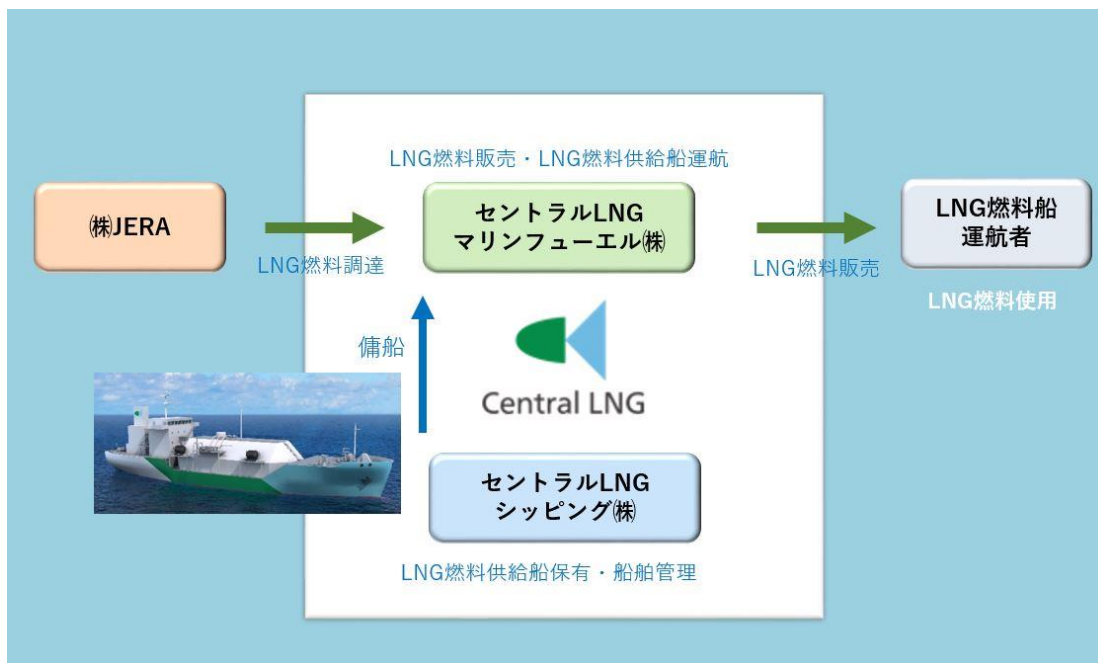 LNG燃料販売・LNG燃料供給船運航
㈱JERA
LNG燃料調達
セントラルLNG
マリンフューエル㈱
LNG燃料販売
LNG燃料船
運航者
LNG燃料使用
傭船
Central LNG
セントラルLNG
シッピング㈱
LNG燃料供給船保有・船舶管理